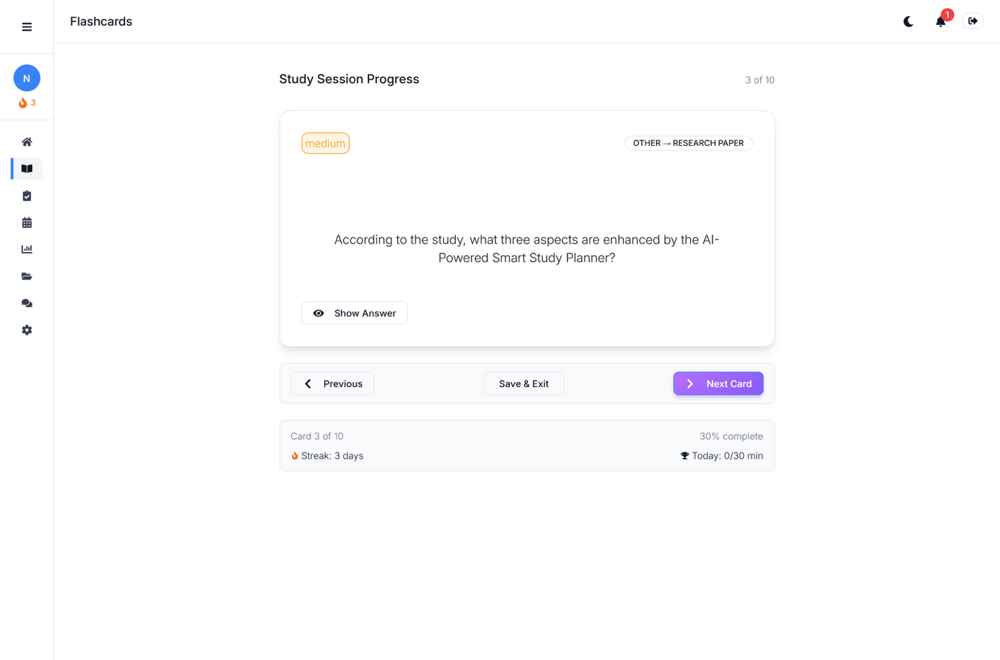 Flashcards
1
N
3
Study Session Progress
3 of 10
medium
OTHER → RESEARCH PAPER
According to the study, what three aspects are enhanced by the AI-
Powered Smart Study Planner?
Show Answer
Previous
Save & Exit
Next Card
Card 3 of 10
30% complete
Streak: 3 days
Today: 0/30 min